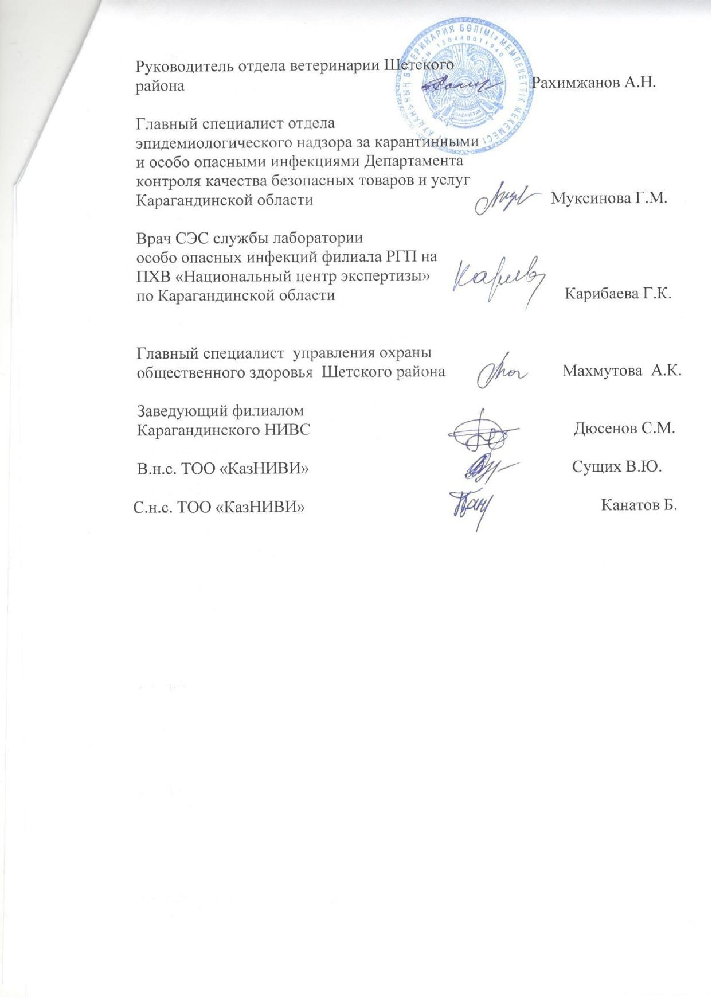 Руководитель отдела ветеринарии Шетского
района Рахимжанов А.Н.
Главный специалист отдела
эпидемиологического надзора за карантинными
и особо опасными инфекциями Департамента
контроля качества безопасных товаров и услуг
Карагандинской области Муксинова Г.М.
Врач СЭС службы лаборатории
особо опасных инфекций филиала РГП на
ПХВ «Национальный центр экспертизы»
по Карагандинской области Карибаева Г.К.
Главный специалист управления охраны
общественного здоровья Шетского района Махмутова А.К.
Заведующий филиалом
Карагандинского НИВС Дюсенов С.М.
В.н.с. ТОО «КазНИВИ» Сущих В.Ю.
С.н.с. ТОО «КазНИВИ» Канатов Б.
АУДАНЫНЫҢ ВЕТЕРИНАРИЯ БӨЛІМІ» МЕМЛЕКЕТТІК МЕКЕМЕСІ
150440011940
QAZAQSTAN